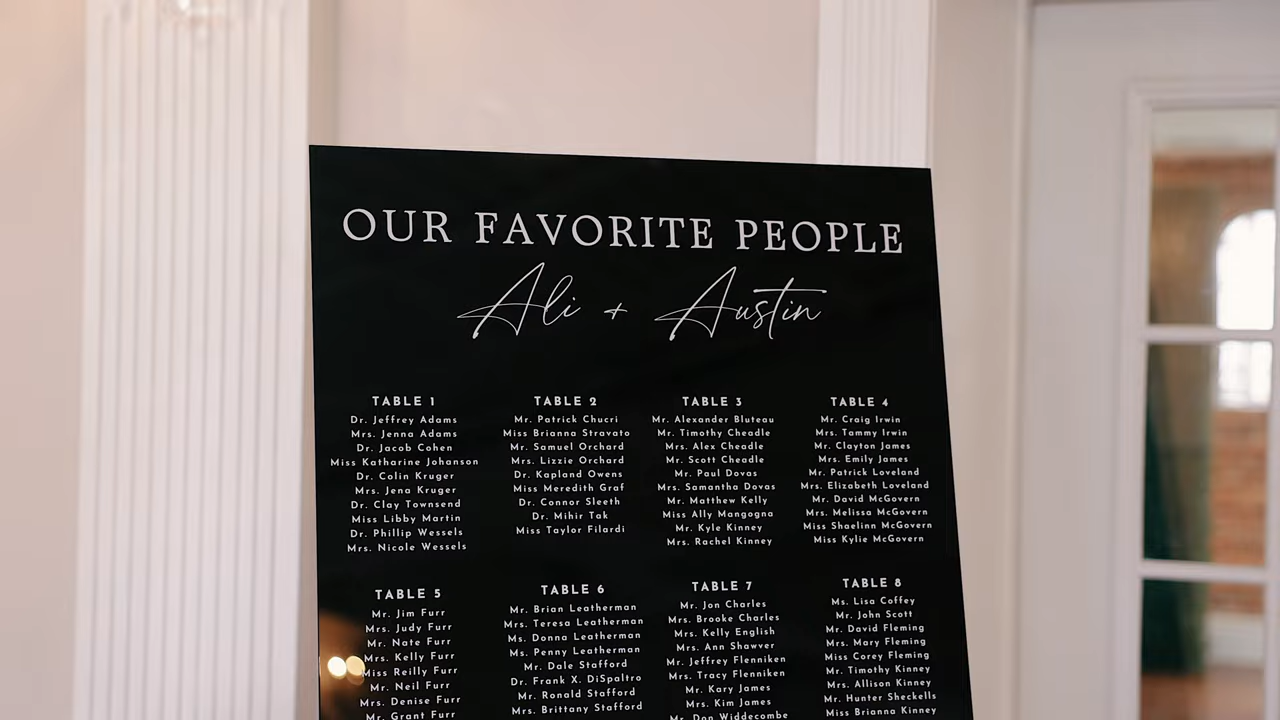 OUR FAVORITE PEOPLE
Ali + Austin
TABLE 1
Dr. Jeffrey Adams
Mrs. Jenna Adams
Dr. Jacob Cohen
Miss Katharine Johanson
Dr. Colin Kruger
Mrs. Jena Kruger
Dr. Clay Townsend
Miss Libby Martin
Dr. Phillip Wessels
Mrs. Nicole Wessels
TABLE 2
Mr. Patrick Chucri
Miss Brianna Stravato
Mr. Samuel Orchard
Mrs. Lizzie Orchard
Dr. Kapland Owens
Miss Meredith Graf
Dr. Connor Sleeth
Dr. Mihir Tak
Miss Taylor Filardi
TABLE 3
Mr. Alexander Bluteau
Mr. Timothy Cheadle
Mrs. Alex Cheadle
Mr. Scott Cheadle
Mr. Paul Dovas
Mrs. Samantha Dovas
Mr. Matthew Kelly
Miss Ally Mangogna
Mr. Kyle Kinney
Mrs. Rachel Kinney
TABLE 4
Mr. Craig Irwin
Mrs. Tammy Irwin
Mr. Clayton James
Mrs. Emily James
Mr. Patrick Loveland
Mrs. Elizabeth Loveland
Mr. David McGovern
Mrs. Melissa McGovern
Miss Shaelinn McGovern
Miss Kylie McGovern
TABLE 5
Mr. Jim Furr
Mrs. Judy Furr
Mr. Nate Furr
Mrs. Kelly Furr
Miss Reilly Furr
Mr. Neil Furr
Mrs. Denise Furr
Mr. Grant Furr
TABLE 6
Mr. Brian Leatherman
Mrs. Teresa Leatherman
Ms. Donna Leatherman
Ms. Penny Leatherman
Mr. Dale Stafford
Dr. Frank X. DiSpaltro
Mr. Ronald Stafford
Mrs. Brittany Stafford
TABLE 7
Mr. Jon Charles
Mrs. Brooke Charles
Mrs. Kelly English
Mrs. Ann Shawver
Mr. Jeffrey Flenniken
Mrs. Tracy Flenniken
Mr. Kary James
Mrs. Kim James
Mr. Don Widdecombe
TABLE 8
Ms. Lisa Coffey
Mr. John Scott
Mr. David Fleming
Mrs. Mary Fleming
Miss Corey Fleming
Mr. Timothy Kinney
Mrs. Allison Kinney
Mr. Hunter Sheckells
Miss Brianna Kinney